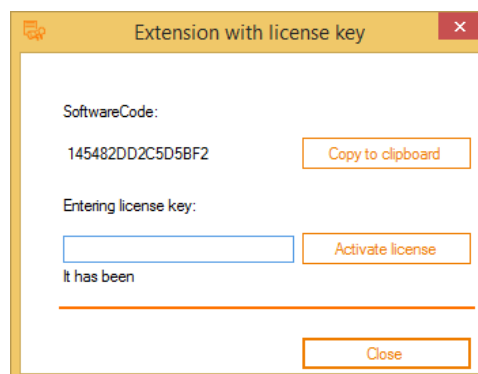 Extension with license key
SoftwareCode:
145482DD2C5D5BF2
Copy to clipboard
Entering license key:
Activate license
It has been
Close